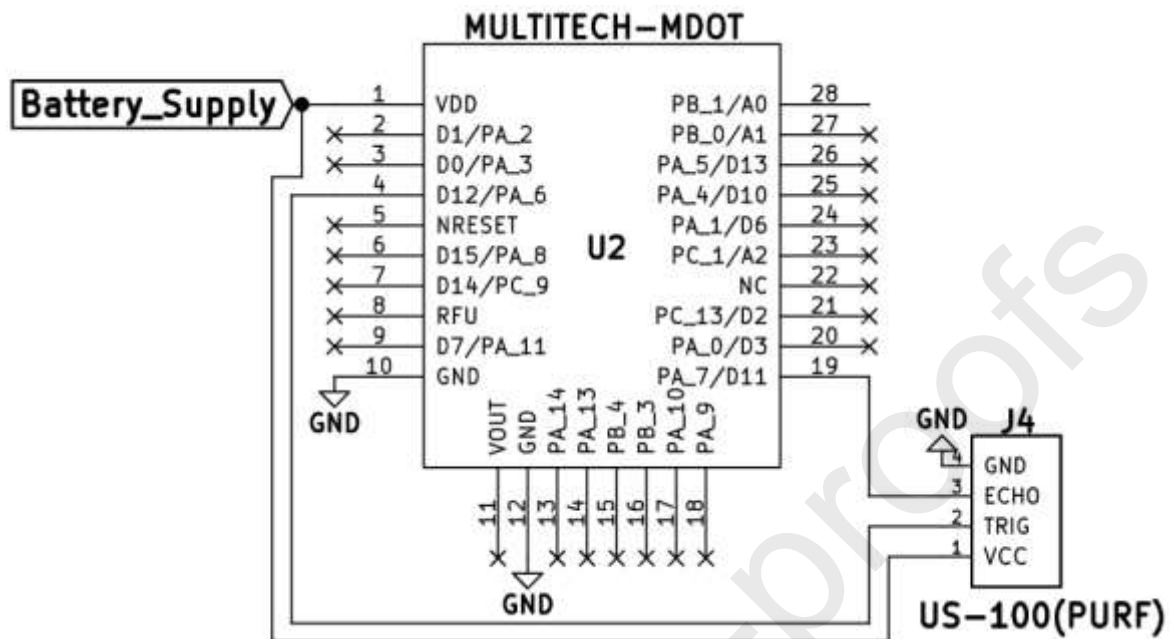 MULTITECH-MDOT
Battery_Supply
1 VDD
2 D1/PA_2
3 D0/PA_3
4 D12/PA_6
5 NRESET
6 D15/PA_8
7 D14/PC_9
8 RFU
9 D7/PA_11
10 GND
GND
U2
PB_1/A0 28
PB_0/A1 27
PA_5/D13 26
PA_4/D10 25
PA_1/D6 24
PC_1/A2 23
NC 22
PC_13/D2 21
PA_0/D3 20
PA_7/D11 19
VOUT 11
GND 12
PA_14 13
PA_13 14
PB_4 15
PB_3 16
PA_10 17
PA_9 18
GND
GND
J4
4 GND
3 ECHO
2 TRIG
1 VCC
US-100(PURF)
proofs